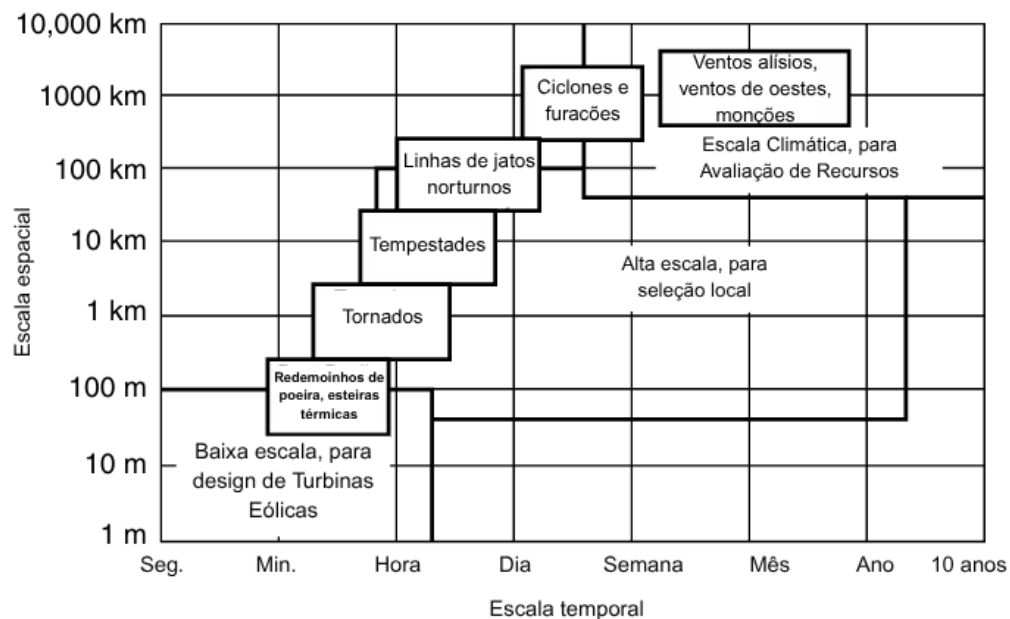 10,000 km
1000 km
100 km
10 km
1 km
100 m
10 m
1 m
Escala espacial
Ventos alísios,
ventos de oestes,
monções
Ciclones e
furacões
Escala Climática, para
Avaliação de Recursos
Linhas de jatos
norturnos
Tempestades
Alta escala, para
seleção local
Tornados
Redemoinhos de
poeira, esteiras
térmicas
Baixa escala, para
design de Turbinas
Eólicas
Seg. Min. Hora Dia Semana Mês Ano 10 anos
Escala temporal